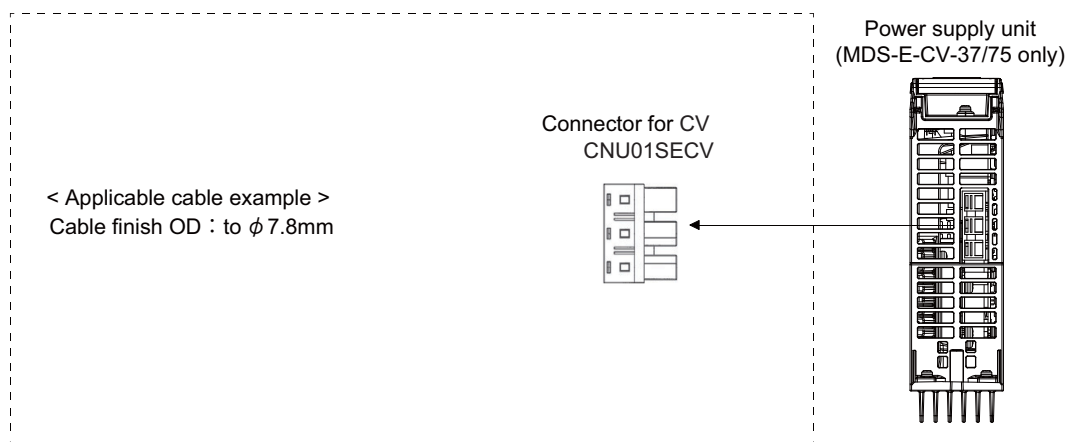 Power supply unit
(MDS-E-CV-37/75 only)
Connector for CV
CNU01SECV
< Applicable cable example >
Cable finish OD：to φ7.8mm